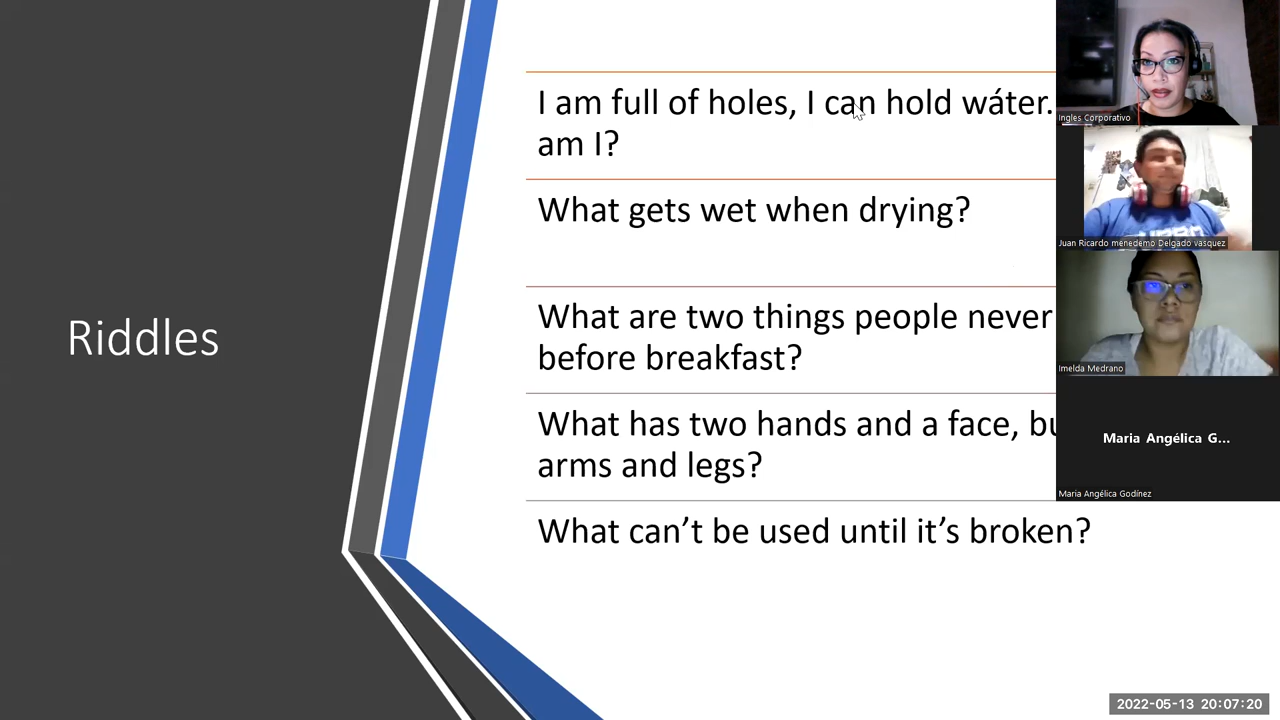 Riddles
I am full of holes, I can hold wáter.
am I?
What gets wet when drying?
What are two things people never
before breakfast?
What has two hands and a face, bu
arms and legs?
What can’t be used until it’s broken?
Ingles Corporativo
Juan Ricardo menedemo Delgado vasquez
Imelda Medrano
Maria Angélica G...
Maria Angélica Godínez
2022-05-13 20:07:20